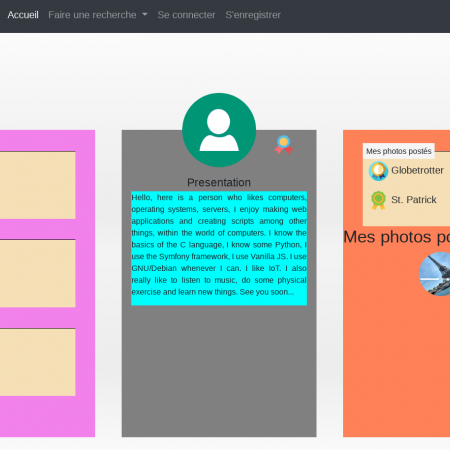 Accueil Faire une recherche Se connecter S'enregistrer
Presentation
Hello, here is a person who likes computers,
operating systems, servers, I enjoy making web
applications and creating scripts among other
things, within the world of computers. I know the
basics of the C language, I know some Python, I
use the Symfony framework, I use Vanilla JS. I use
GNU/Debian whenever I can. I like IoT. I also
really like to listen to music, do some physical
exercise and learn new things. See you soon...
Mes photos postés
Globetrotter
St. Patrick
Mes photos po